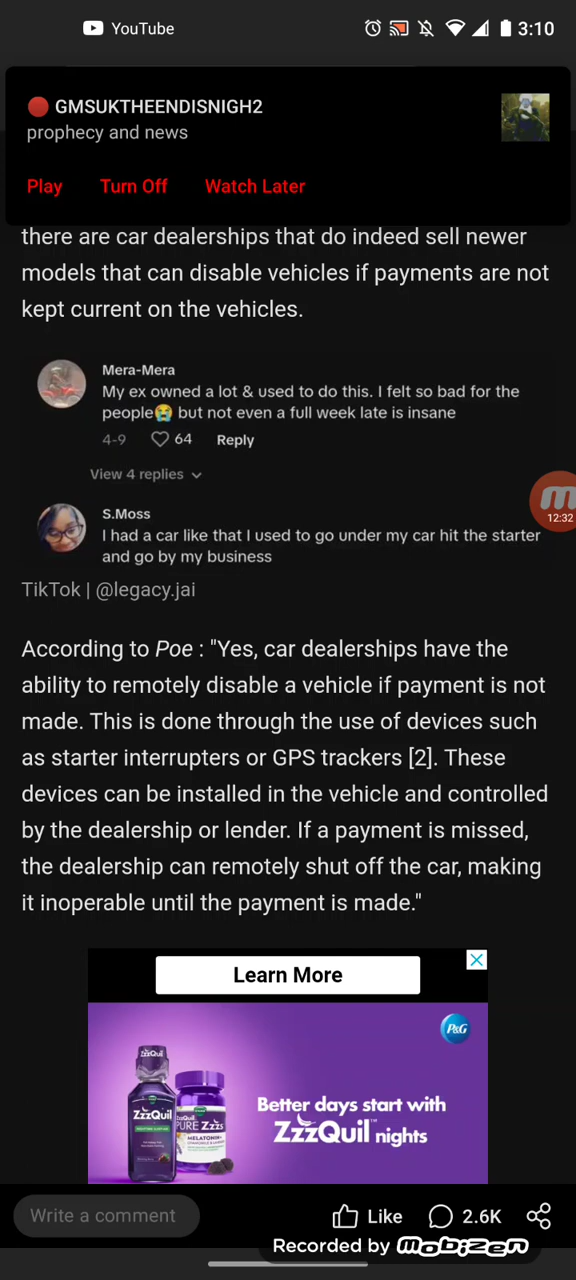 YouTube
3:10
GMSUKTHEENDISNIGH2
prophecy and news
Play Turn Off Watch Later
there are car dealerships that do indeed sell newer
models that can disable vehicles if payments are not
kept current on the vehicles.
Mera-Mera
My ex owned a lot & used to do this. I felt so bad for the
people😭 but not even a full week late is insane
4-9 64 Reply
View 4 replies
12:32
S.Moss
I had a car like that I used to go under my car hit the starter
and go by my business
TikTok | @legacy.jai
According to Poe : "Yes, car dealerships have the
ability to remotely disable a vehicle if payment is not
made. This is done through the use of devices such
as starter interrupters or GPS trackers [2]. These
devices can be installed in the vehicle and controlled
by the dealership or lender. If a payment is missed,
the dealership can remotely shut off the car, making
it inoperable until the payment is made."
Learn More
P&G
Better days start with
ZzzQuil™ nights
ZzzQuil
ZzzQuil
PURE Zzzs
MELATONIN+
Write a comment
Like 2.6K
Recorded by mobizen